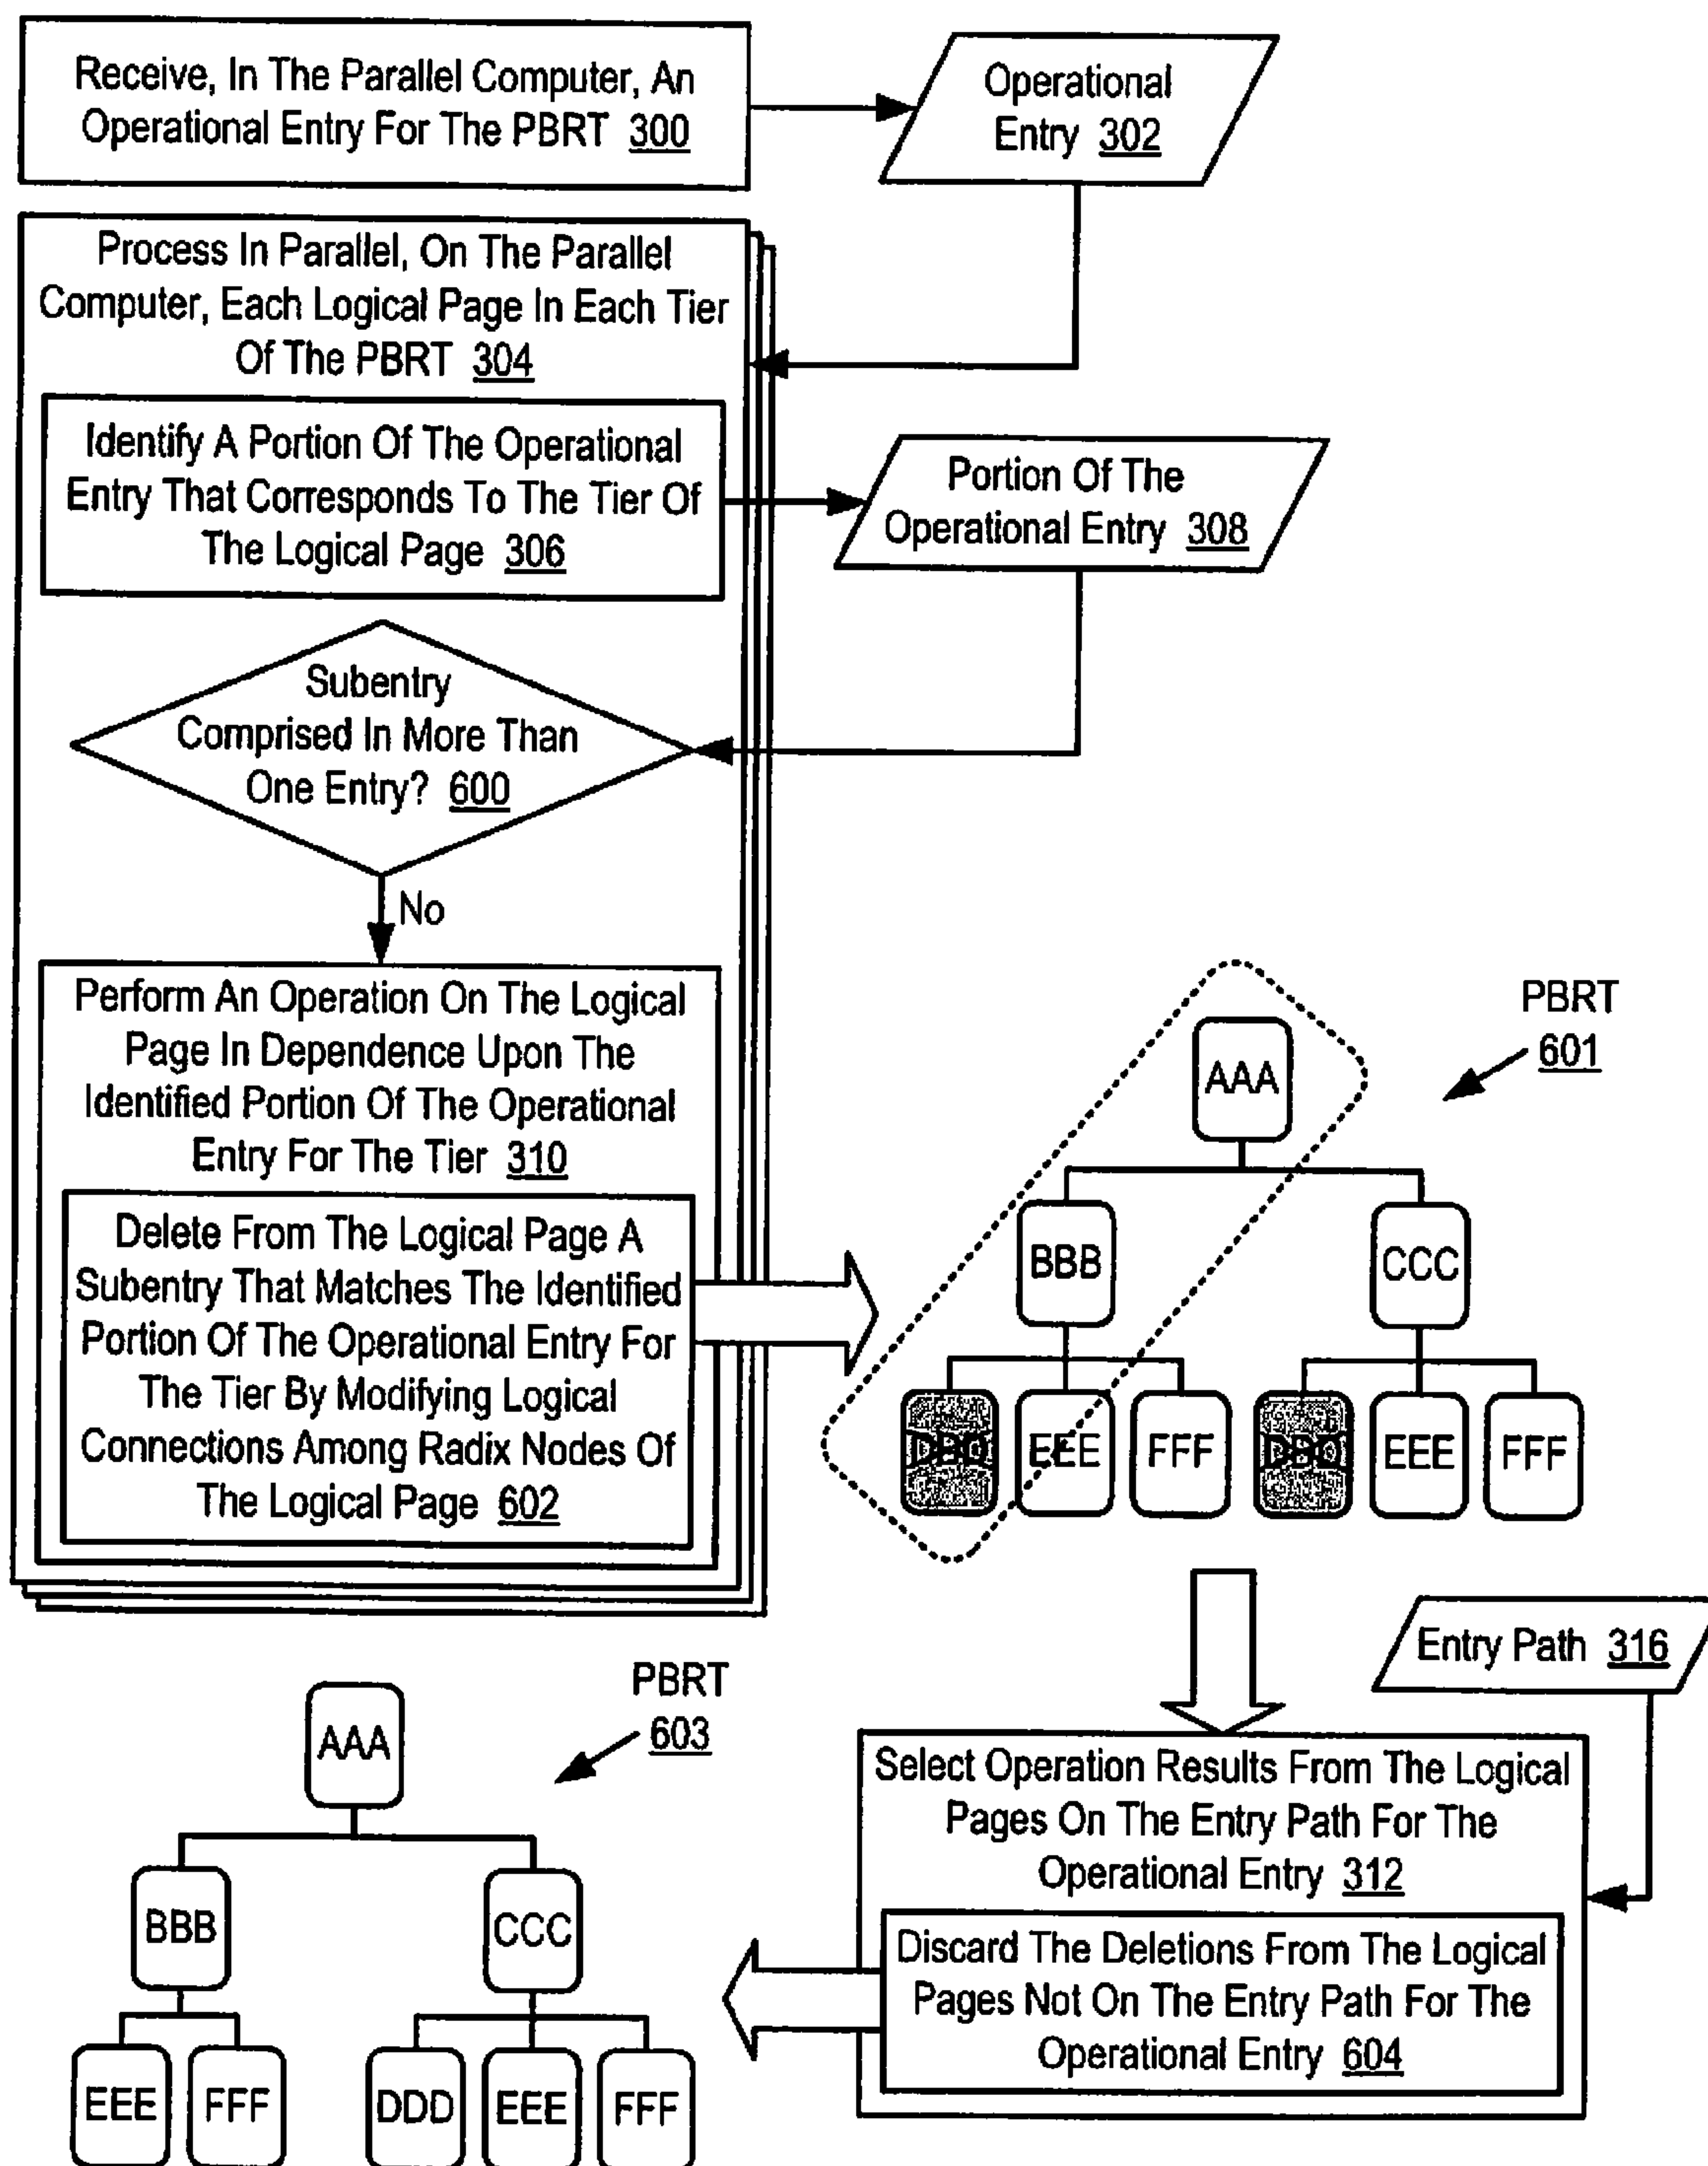 Receive, In The Parallel Computer, An
Operational Entry For The PBRT 300
Operational
Entry 302
Process In Parallel, On The Parallel
Computer, Each Logical Page In Each Tier
Of The PBRT 304
Identify A Portion Of The Operational
Entry That Corresponds To The Tier Of
The Logical Page 306
Portion Of The
Operational Entry 308
Subentry
Comprised In More Than
One Entry? 600
No
Perform An Operation On The Logical
Page In Dependence Upon The
Identified Portion Of The Operational
Entry For The Tier 310
Delete From The Logical Page A
Subentry That Matches The Identified
Portion Of The Operational Entry For
The Tier By Modifying Logical
Connections Among Radix Nodes Of
The Logical Page 602
PBRT
601
AAA
BBB
CCC
DDD
EEE
FFF
DDD
EEE
FFF
Entry Path 316
Select Operation Results From The Logical
Pages On The Entry Path For The
Operational Entry 312
Discard The Deletions From The Logical
Pages Not On The Entry Path For The
Operational Entry 604
PBRT
603
AAA
BBB
CCC
EEE
FFF
DDD
EEE
FFF